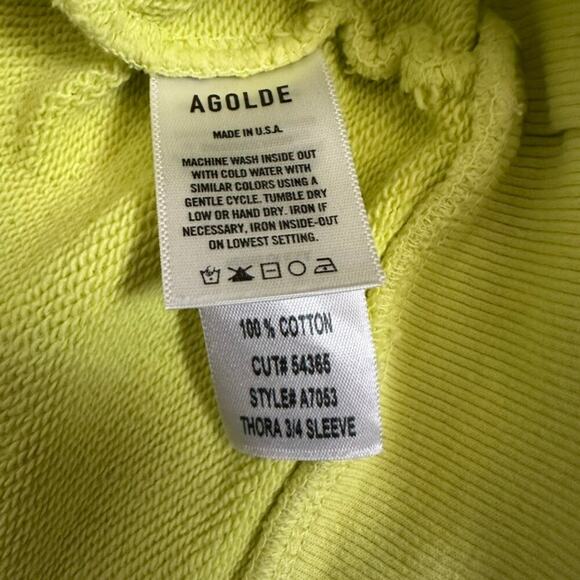 AGOLDE
MADE IN U.S.A.
MACHINE WASH INSIDE OUT
WITH COLD WATER WITH
SIMILAR COLORS USING A
GENTLE CYCLE. TUMBLE DRY
LOW OR HAND DRY. IRON IF
NECESSARY, IRON INSIDE-OUT
ON LOWEST SETTING.
100 % COTTON
CUT# 54365
STYLE# A7053
THORA 3/4 SLEEVE